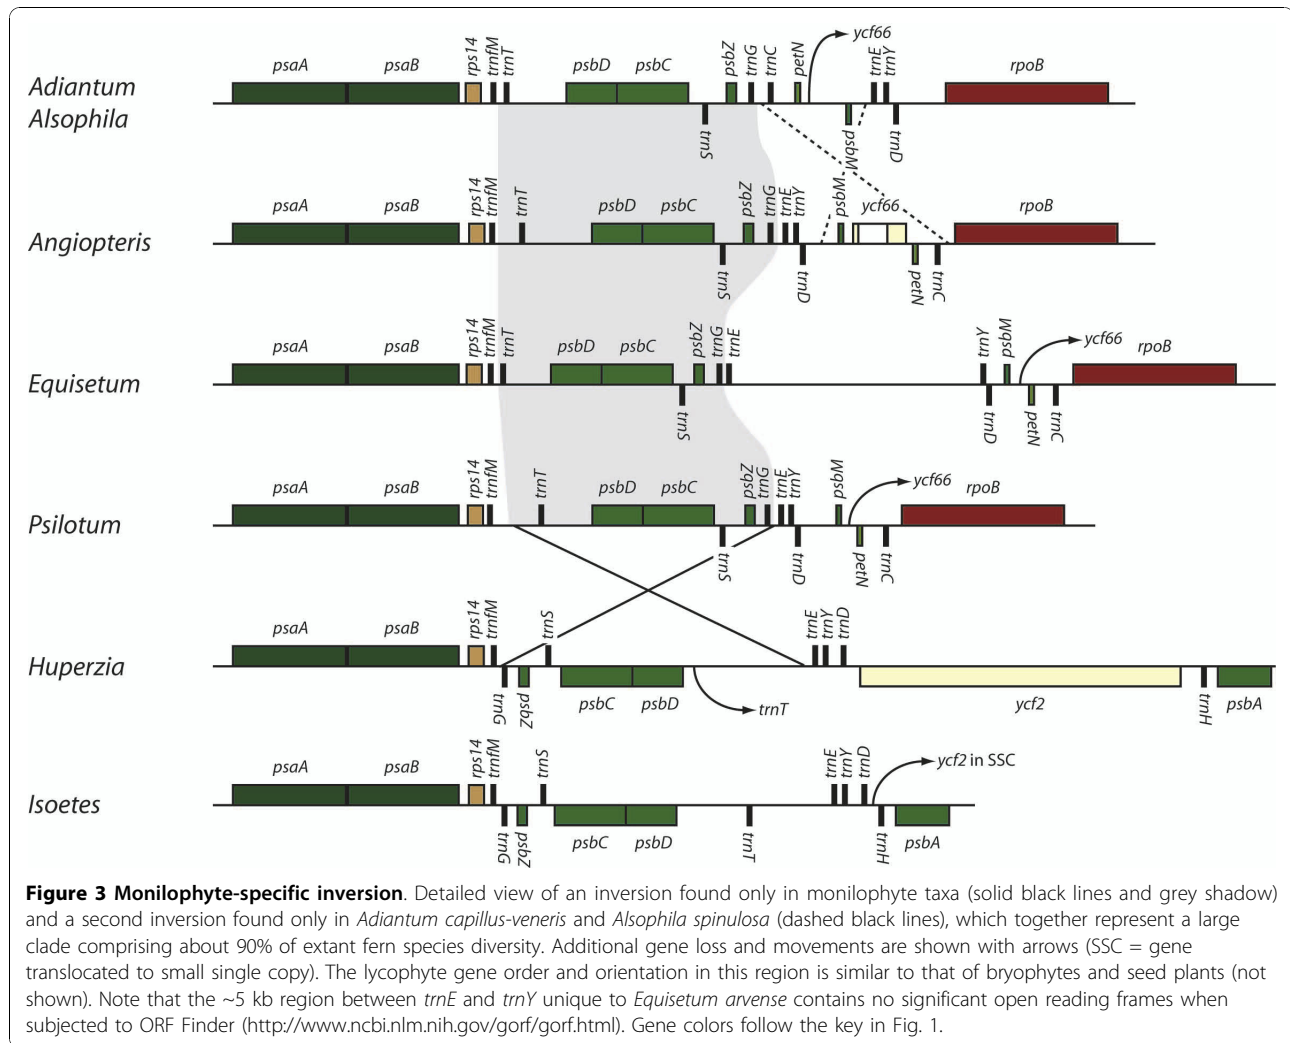 psaA psaB rps14 trnfM trnT psbD psbC psbZ trnG trnC petN ycf66 trnE trnY rpoB
Adiantum
Alsophila
trnS psbM trnD
psaA psaB rps14 trnfM trnT psbD psbC psbZ trnG trnE trnY psbM ycf66 rpoB
Angiopteris
trnS trnD petN trnC
psaA psaB rps14 trnfM trnT psbD psbC psbZ trnG trnE trnY psbM ycf66 rpoB
Equisetum
trnS trnD petN trnC
psaA psaB rps14 trnfM trnT psbD psbC psbZ trnG trnE trnY psbM ycf66 rpoB
Psilotum
trnS trnD petN trnC
psaA psaB rps14 trnfM trnS trnE trnY trnD
Huperzia
trnG psbZ psbC psbD trnT ycf2 trnH psbA
psaA psaB rps14 trnfM trnS trnE trnY trnD ycf2 in SSC
Isoetes
trnG psbZ psbC psbD trnT trnH psbA
Figure 3 Monilophyte-specific inversion. Detailed view of an inversion found only in monilophyte taxa (solid black lines and grey shadow)
and a second inversion found only in Adiantum capillus-veneris and Alsophila spinulosa (dashed black lines), which together represent a large
clade comprising about 90% of extant fern species diversity. Additional gene loss and movements are shown with arrows (SSC = gene
translocated to small single copy). The lycophyte gene order and orientation in this region is similar to that of bryophytes and seed plants (not
shown). Note that the ~5 kb region between trnE and trnY unique to Equisetum arvense contains no significant open reading frames when
subjected to ORF Finder (http://www.ncbi.nlm.nih.gov/gorf/gorf.html). Gene colors follow the key in Fig. 1.